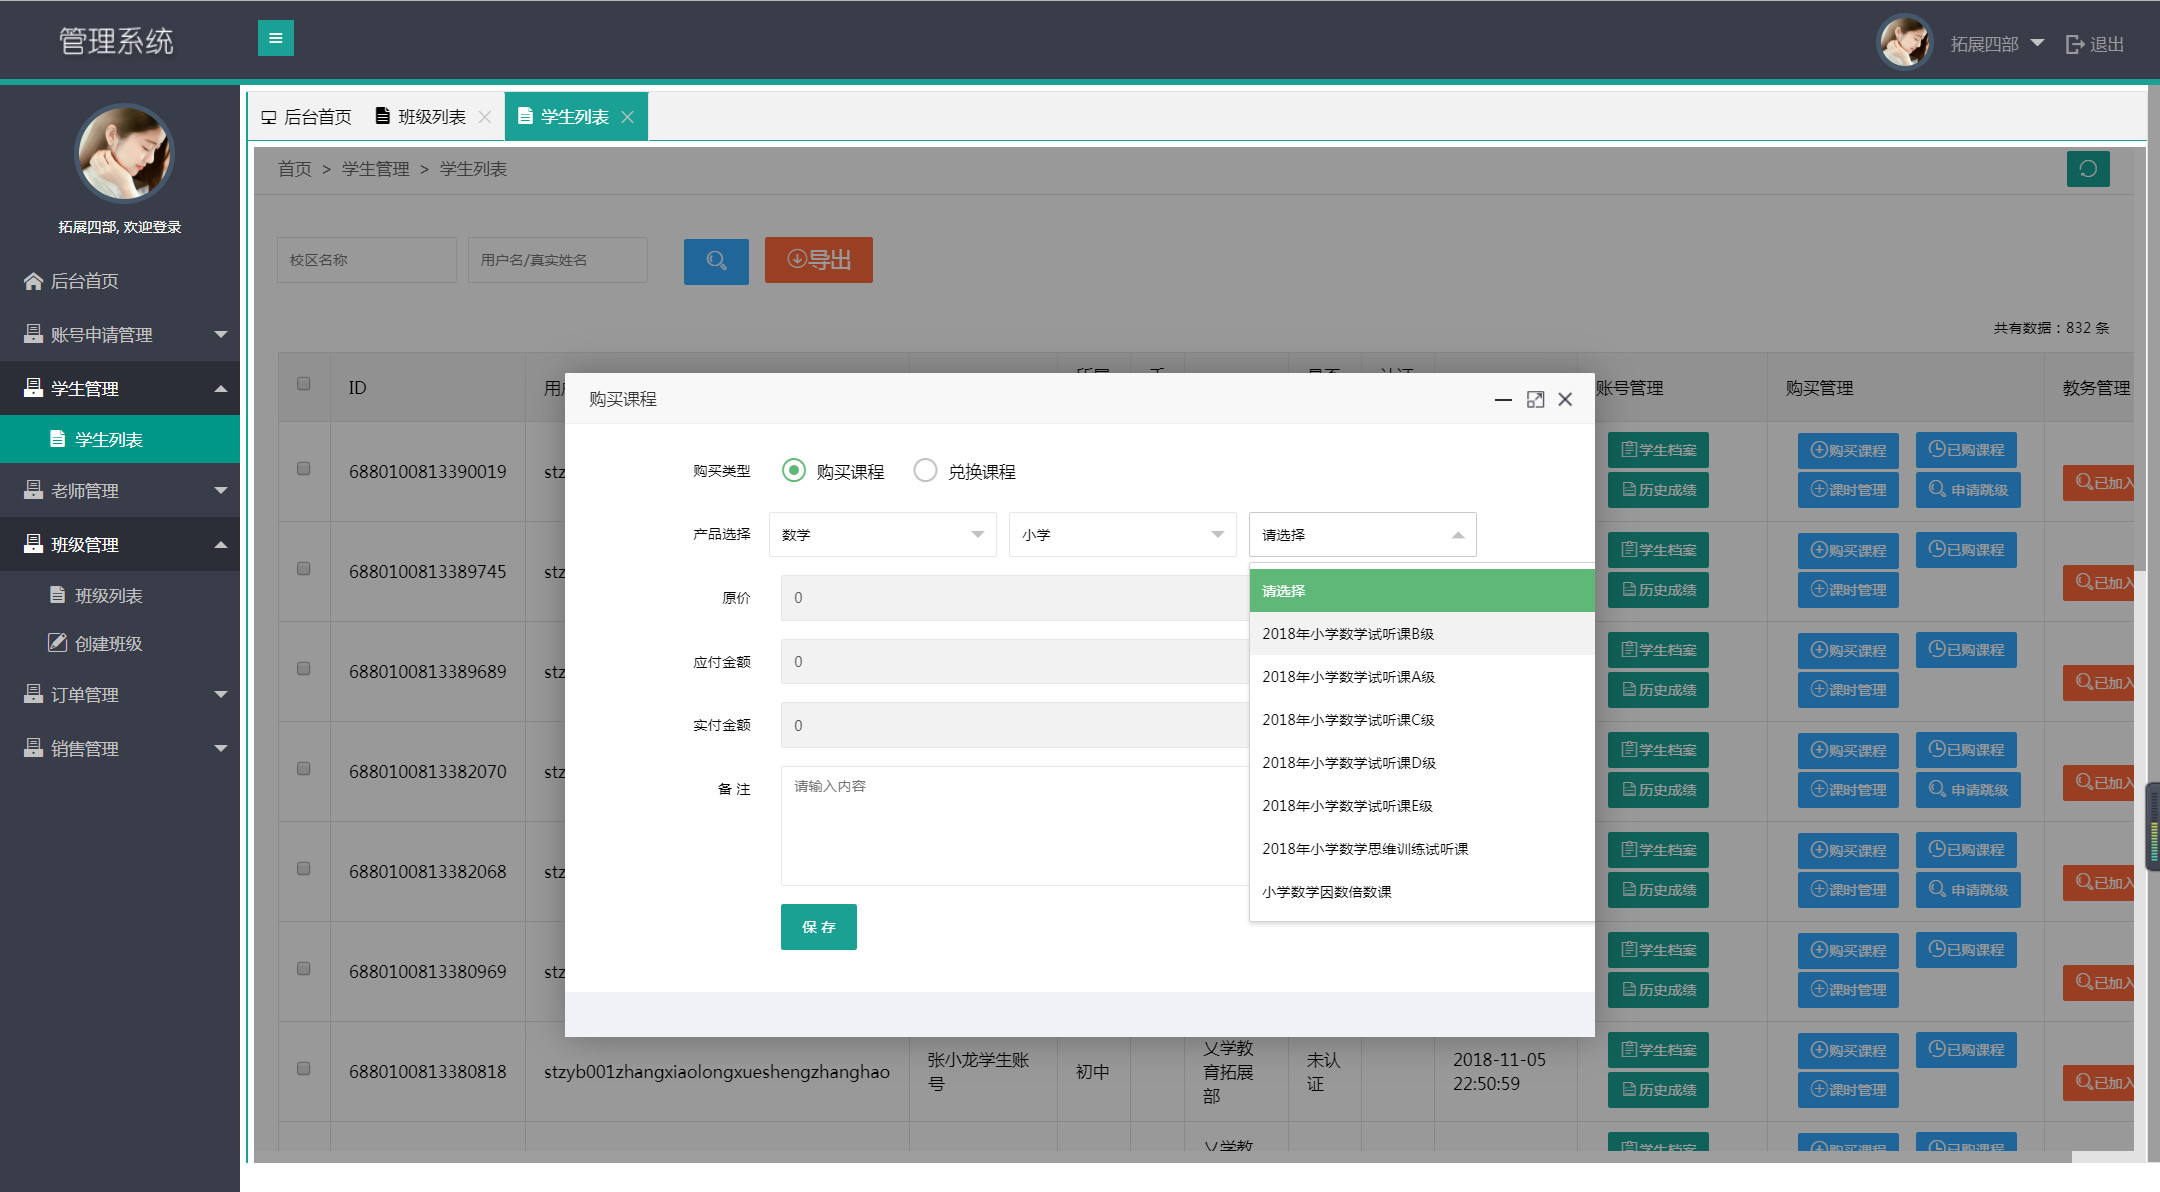 管理系统
拓展四部
退出
拓展四部, 欢迎登录
后台首页
账号申请管理
学生管理
学生列表
老师管理
班级管理
班级列表
创建班级
订单管理
销售管理
后台首页 班级列表 学生列表
首页 > 学生管理 > 学生列表
校区名称 用户名/真实姓名 导出
共有数据：832 条
ID 账号管理 购买管理 教务管理
购买课程
购买类型 购买课程 兑换课程
产品选择 数学 小学 请选择
原价 0
应付金额 0
实付金额 0
备 注 请输入内容
保 存
请选择
2018年小学数学试听课B级
2018年小学数学试听课A级
2018年小学数学试听课C级
2018年小学数学试听课D级
2018年小学数学试听课E级
2018年小学数学思维训练试听课
小学数学因数倍数课
6880100813390019 stz 学生档案 购买课程 已购课程
历史成绩 课时管理 申请跳级 已加入
6880100813389745 stz 学生档案 购买课程 已购课程
历史成绩 课时管理 已加入
6880100813389689 stz 学生档案 购买课程 已购课程
历史成绩 课时管理 已加入
6880100813382070 stz 学生档案 购买课程 已购课程
历史成绩 课时管理 申请跳级 已加入
6880100813382068 stz 学生档案 购买课程 已购课程
历史成绩 课时管理 申请跳级 已加入
6880100813380969 stz 学生档案 购买课程 已购课程
历史成绩 课时管理 已加入
6880100813380818 stzyb001zhangxiaolongxueshengzhanghao 张小龙学生账号 初中 乂学教育拓展部 未认证 2018-11-05 22:50:59 学生档案 购买课程 已购课程
历史成绩 课时管理 已加入
乂学教 学生档案 购买课程 已购课程